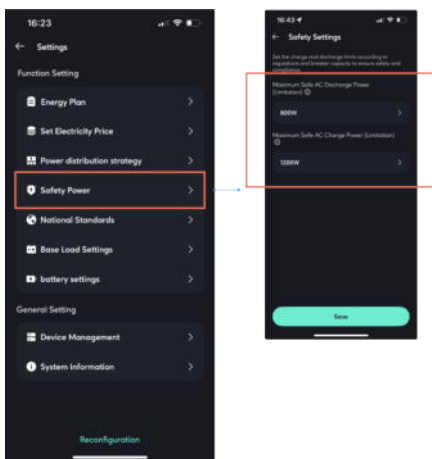 16:23
← Settings
Function Setting
Energy Plan
Set Electricity Price
Power distribution strategy
Safety Power
National Standards
Base Load Settings
battery settings
General Setting
Device Management
System Information
Reconfiguration
16:43
← Safety Settings
Set the charge and discharge limits according to
regulations and breaker capacity to ensure safety and
compliance.
Maximum Safe AC Discharge Power
(Limitation)
800W
Maximum Safe AC Charge Power (Limitation)
1200W
Save